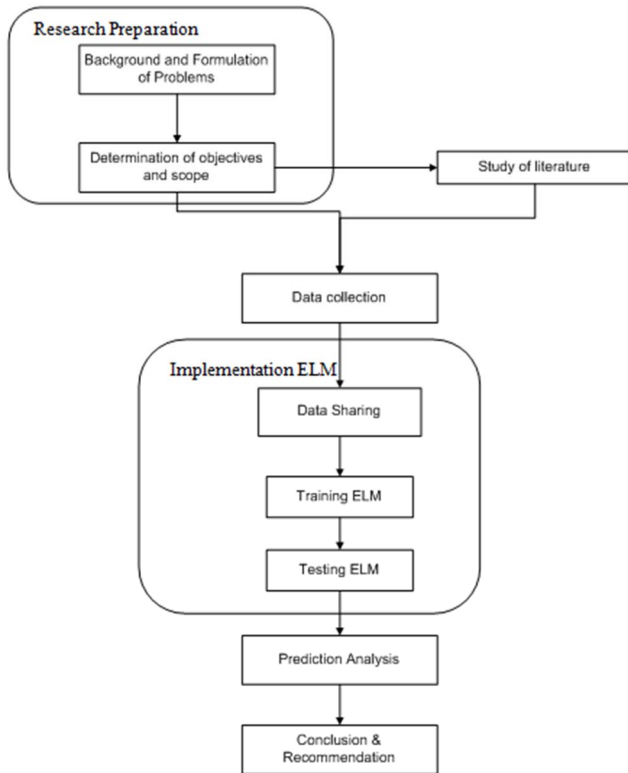 Research Preparation
Background and Formulation
of Problems
Determination of objectives
and scope
Study of literature
Data collection
Implementation ELM
Data Sharing
Training ELM
Testing ELM
Prediction Analysis
Conclusion &
Recommendation